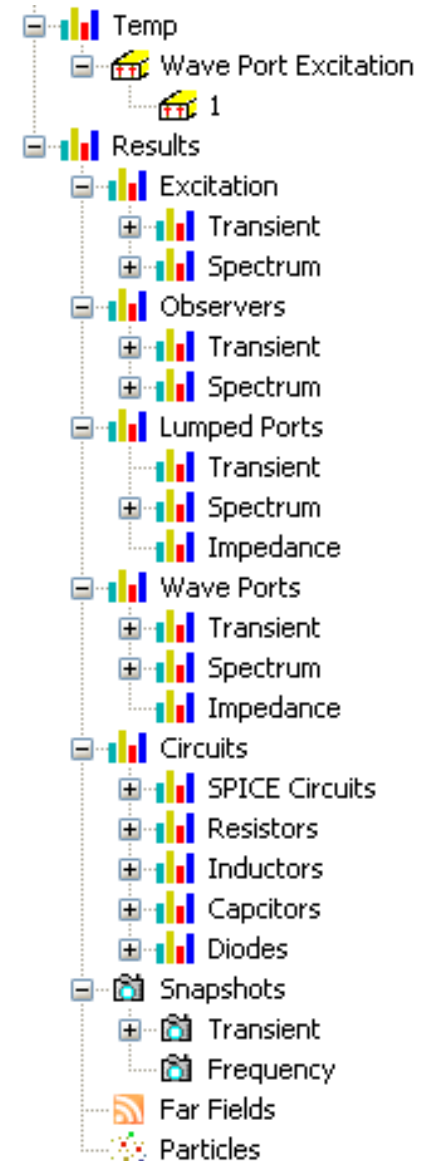 Temp
Wave Port Excitation
1
Results
Excitation
Transient
Spectrum
Observers
Transient
Spectrum
Lumped Ports
Transient
Spectrum
Impedance
Wave Ports
Transient
Spectrum
Impedance
Circuits
SPICE Circuits
Resistors
Inductors
Capcitors
Diodes
Snapshots
Transient
Frequency
Far Fields
Particles